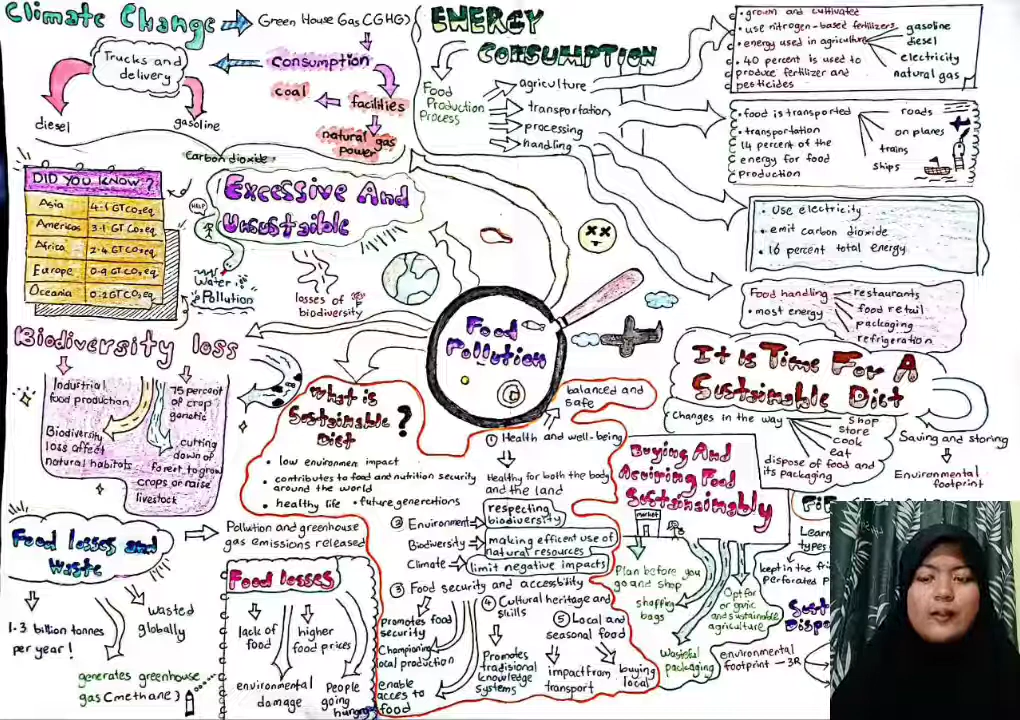 Climate Change
Green House Gas (GHG)
Trucks and
delivery
consumption
coal
facilities
diesel
gasoline
natural gas
power
Carbon dioxide
ENERGY
CONSUMPTION
Food
Production
Process
agriculture
transportation
processing
handling
• grown and cultivated
• use nitrogen-based fertilizers
• energy used in agriculture
• 40 percent is used to
produce fertilizer and
pesticides
gasoline
diesel
electricity
natural gas
• food is transported
• transportation
14 percent of the
energy for food
production
roads
on planes
trains
ships
• Use electricity
• emit carbon dioxide
• 16 percent total energy
Food handling
• most energy
restaurants
food retail
packaging
refrigeration
DID YOU KNOW?
Asia 4.1 GTCO2eq
Americas 3.1 GTCO2eq
Africa 2.4 GTCO2eq
Europe 0.9 GTCO2eq
Oceania 0.2GTCO2eq
Excessive And
Unsustaible
HELP
Water
Pollution
losses of
biodiversity
Food
Pollution
Biodiversity loss
Industrial
food production
Biodiversity
loss affect
natural habitats
75 percent
of crop
genetic
cutting
down of
forest to grow
crops or raise
livestock
What is
Sustainable
Diet?
• low environment impact
• contributes to food and nutrition security
around the world
• healthy life • future generations
balanced and
safe
① Health and well-being
Healthy for both the body
and the land
② Environment
respecting
biodiversity
Biodiversity
making efficent use of
natural resources
Climate
limit negative impacts
③ Food security and accessbility
promotes food
security
Championing
local production
enable
acces to
food
④ Cultural heritage and
skills
Promotes
tradisional
knowledge
systems
⑤ Local and
seasonal food
impact from
transport
buying
local
It Is Time For A
Sustainable Diet
Changes in the way
shop
store
cook
eat
dispose of food and
its packaging
Saving and storing
Environmental
footprint
Buying And
Acuiring Food
Sustainaimably
market
Plan before you
go and shop
shopping
bags
Wasteful
packaging
Opt for
organic
and sustainable
agriculture
environmental
footprint - 3R
Learn
types
kept in the fri
perforated p
Food losses and
Waste
Pollution and greenhouse
gas emissions released
1.3 billion tonnes
per year!
Wasted
globally
generates greenhouse
gas (methane)
Food losses
lack of
food
higher
food prices
environmental
damage
People
going
hungry